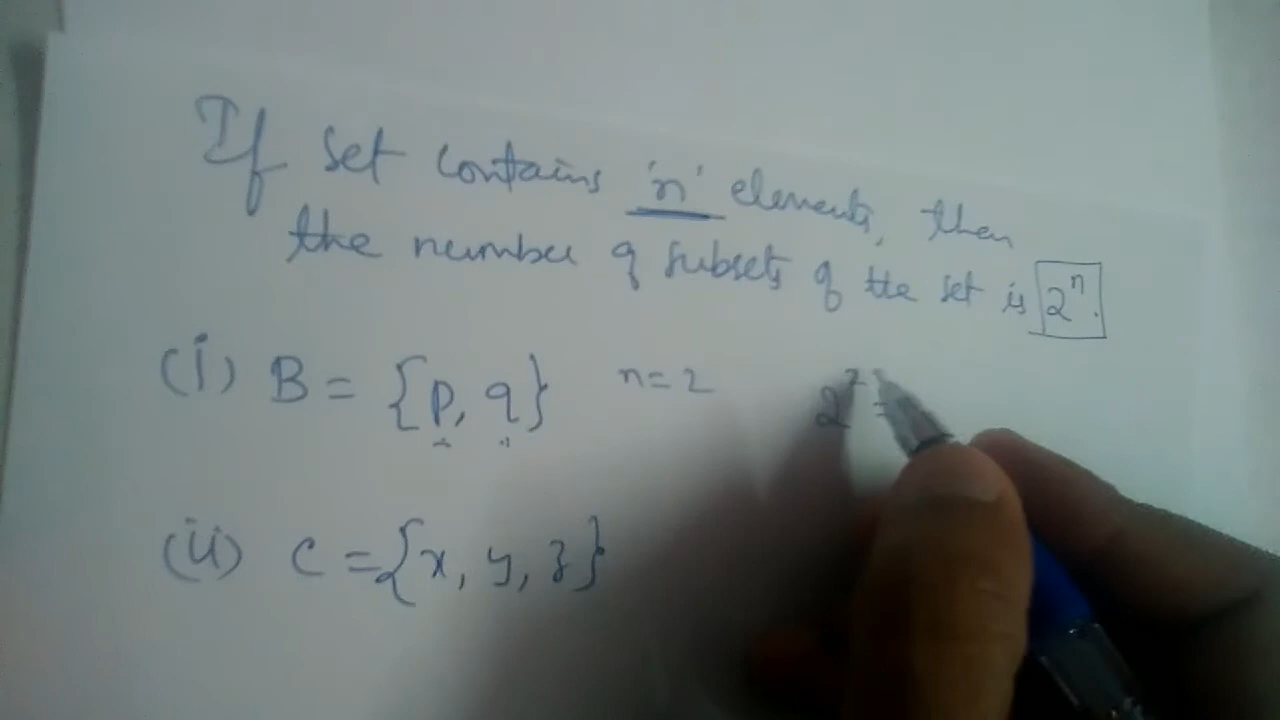 If set contains 'n' elements, then
the number of subsets of the set is 2ⁿ.
(i) B = {p, q} n = 2 2² =
(ii) C = {x, y, z}